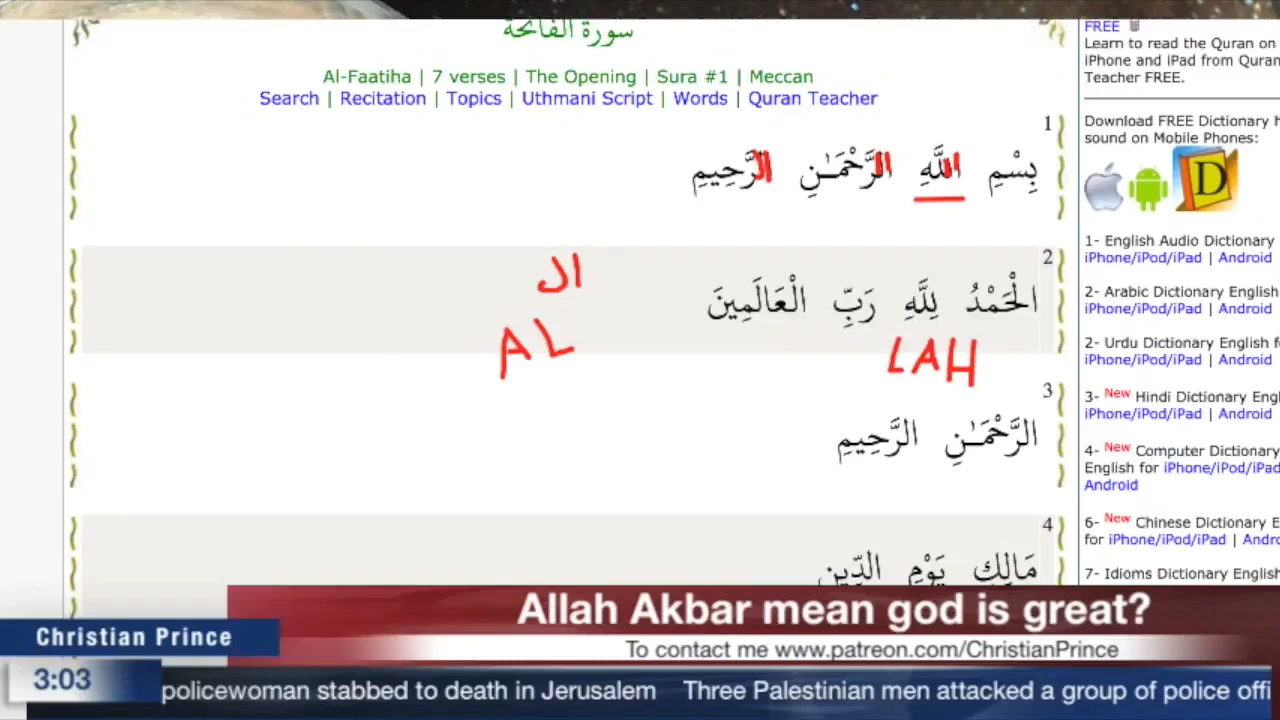 سورة الفاتحة
Al-Faatiha | 7 verses | The Opening | Sura #1 | Meccan
Search | Recitation | Topics | Uthmani Script | Words | Quran Teacher
1
بِسْمِ اللَّهِ الرَّحْمَـٰنِ الرَّحِيمِ
ال ال ال
2
الْحَمْدُ لِلَّهِ رَبِّ الْعَالَمِينَ
ال
AL
LAH
3
الرَّحْمَـٰنِ الرَّحِيمِ
4
مَالِكِ يَوْمِ الدِّينِ
FREE
Learn to read the Quran on
iPhone and iPad from Quran
Teacher FREE.
Download FREE Dictionary
sound on Mobile Phones:
D
1- English Audio Dictionary
iPhone/iPod/iPad | Android
2- Arabic Dictionary English
iPhone/iPod/iPad | Android
2- Urdu Dictionary English
iPhone/iPod/iPad | Android
3- New Hindi Dictionary
iPhone/iPod/iPad | Android
4- New Computer Dictionary
English for iPhone/iPod/iPad
Android
6- New Chinese Dictionary
for iPhone/iPod/iPad |
7- Idioms Dictionary English
Allah Akbar mean god is great?
Christian Prince
To contact me www.patreon.com/ChristianPrince
3:03
policewoman stabbed to death in Jerusalem Three Palestinian men attacked a group of police offi